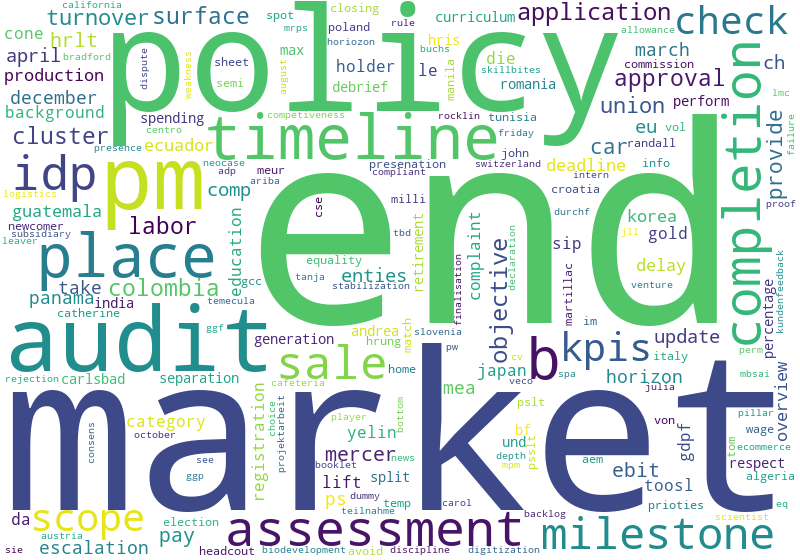 california
turnover
surface
policy
spot
closing
rule
curriculum
application
allowance
check
cone
hrlt
mrps
poland
horiozon
buchs
hris
march
commission
april
bradford
dispute
weakness
sheet
max
holder
le
manila
skillbites
die
approval
ch
production
semi
august
debrief
romania
union
perform
lmc
december
background
spending
competiveness
rocklin
tunisia
car
eu
vol
failure
cluster
presence
centro
timeline
friday
john
randall
info
provide
idp
pm
ecuador
neocase
adp
meur
presenation
switzerland
deadline
completion
comp
ariba
compliant
intern
croatia
proof
logistics
newcomer
guatemala
labor
cse
milli
end
korea
leaver
subsidiary
education
tbd
retirement
complaint
declaration
sip
gold
place
equality
gcc
tanja
enties
finalisation
objective
martillac
jll
delay
take
colombia
temecula
stabilization
venture
kundenfeedback
panama
india
catherine
ggf
generation
andrea
match
slovenia
durchf
im
percentage
audit
hrung
pw
b
kpis
update
rejection
carlsbad
separation
sale
home
cv
japan
spa
horizon
italy
perm
cafeteria
mea
veco
julia
mbsai
overview
market
consens
category
october
registration
choice
projektarbeit
player
bottom
yelin
pslt
bf
und
von
gdpf
tom
pillar
wage
ecommerce
see
ggp
lift
mercer
booklet
news
split
depth
mpm
psslt
aem
ebit
toosl
respect
algeria
da
scope
election
pay
ps
dummy
temp
teilnahme
carol
backlog
prioties
scientist
eq
sie
austria
escalation
assessment
headcout
biodevelopment
avoid
discipline
digitization
milestone